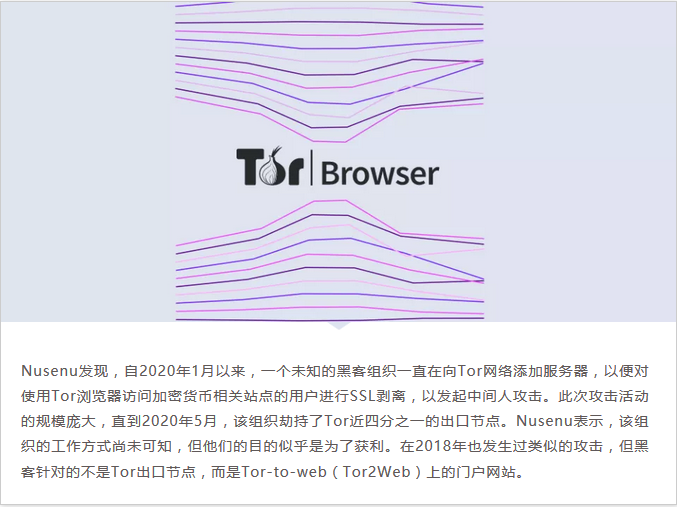 Tor Browser
Nusenu发现，自2020年1月以来，一个未知的黑客组织一直在向Tor网络添加服务器，以便对
使用Tor浏览器访问加密货币相关站点的用户进行SSL剥离，以发起中间人攻击。此次攻击活动
的规模庞大，直到2020年5月，该组织劫持了Tor近四分之一的出口节点。Nusenu表示，该组
织的工作方式尚未可知，但他们的目的似乎是为了获利。在2018年也发生过类似的攻击，但黑
客针对的不是Tor出口节点，而是Tor-to-web（Tor2Web）上的门户网站。